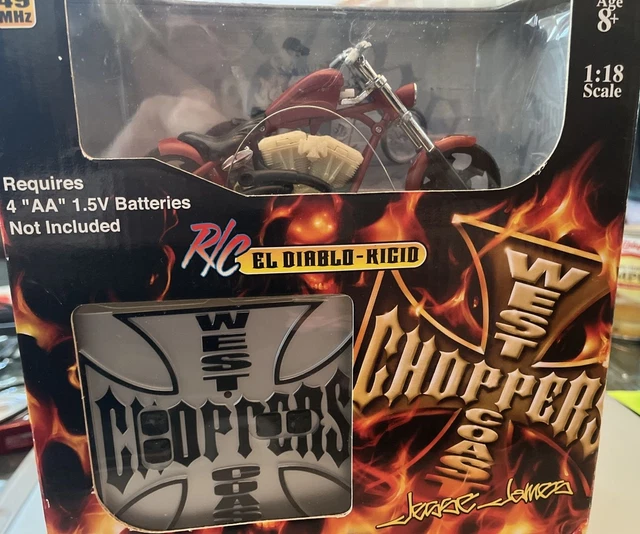 49
MHz
Age
8+
1:18
Scale
Requires
4 "AA" 1.5V Batteries
Not Included
R/C EL DIABLO-RIGID
WEST
CHOPPERS
COAST
WEST
CHOPPERS
COAST
Jesse James